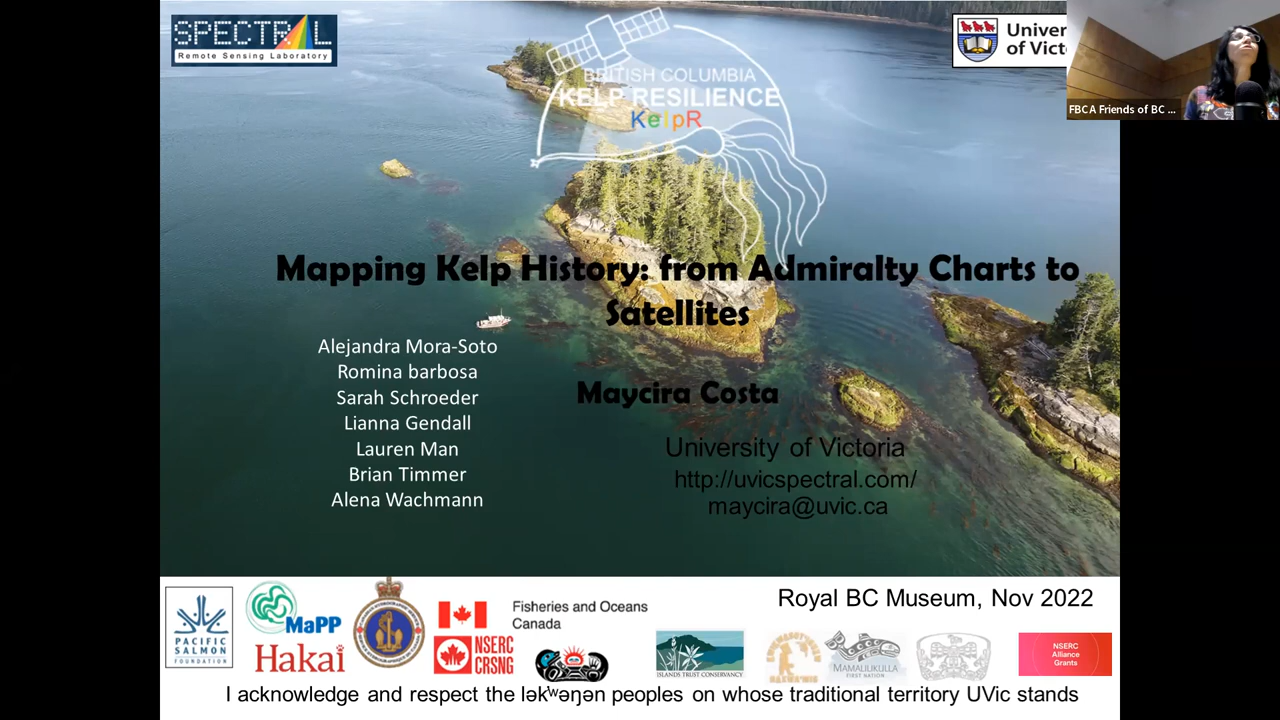 SPECTRAL
Remote Sensing Laboratory
BRITISH COLUMBIA
KELP RESILIENCE
KelpR
Univer
of Vict
FBCA Friends of BC ...
Mapping Kelp History: from Admiralty Charts to
Satellites
Alejandra Mora-Soto
Romina barbosa
Sarah Schroeder
Lianna Gendall
Lauren Man
Brian Timmer
Alena Wachmann
Maycira Costa
University of Victoria
http://uvicspectral.com/
maycira@uvic.ca
Royal BC Museum, Nov 2022
PACIFIC
SALMON
FOUNDATION
MaPP
Hakai
NSERC
CRSNG
Fisheries and Oceans
Canada
ISLANDS TRUST CONSERVANCY
MAMALILIKULLA
FIRST NATION
NSERC
Alliance
Grants
I acknowledge and respect the lək̓ʷəŋən peoples on whose traditional territory UVic stands